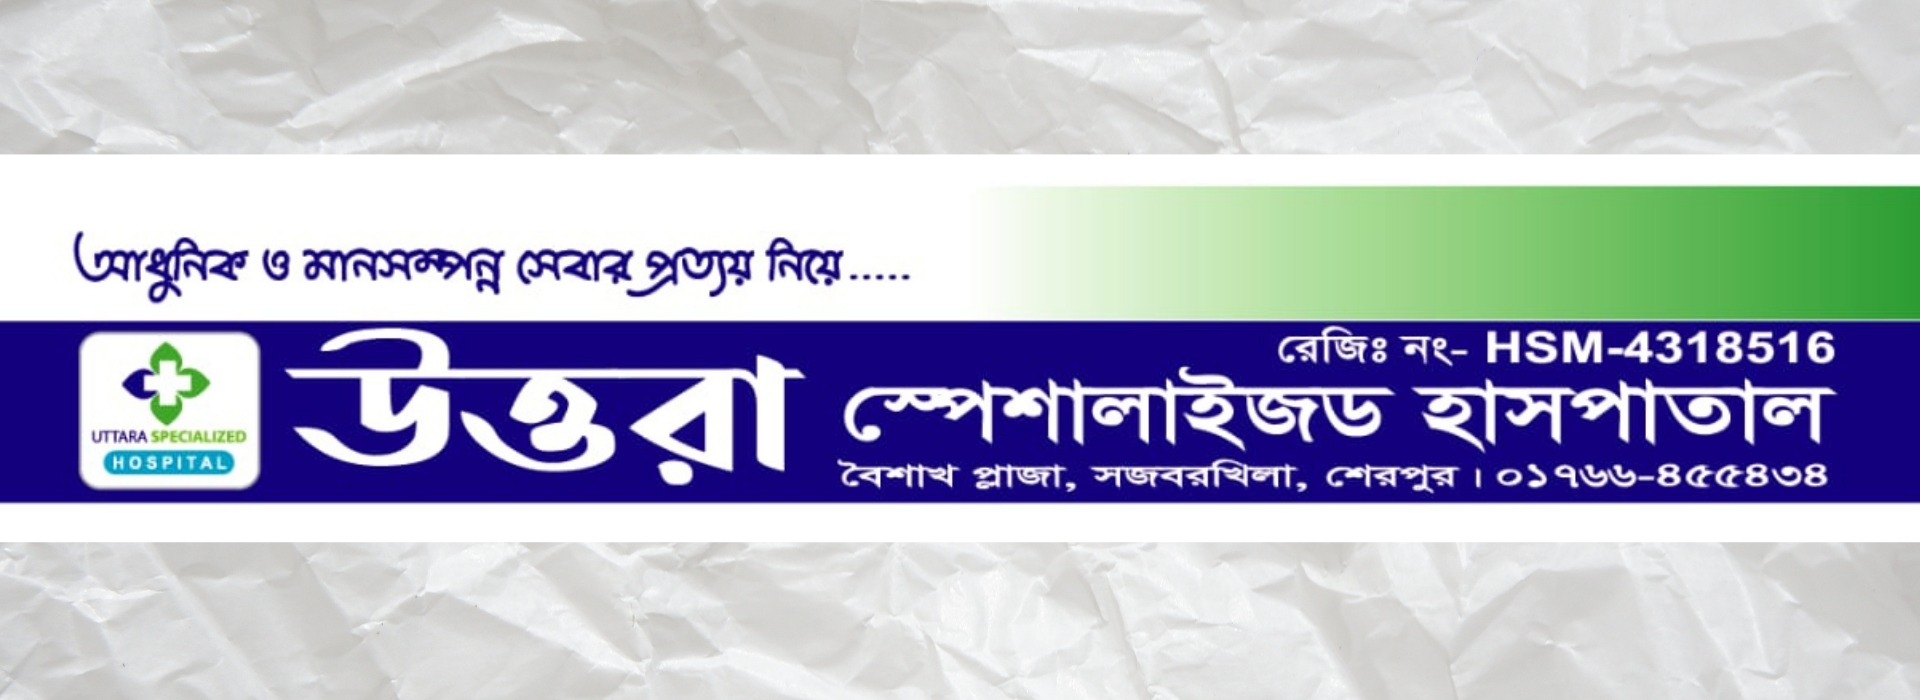 আধুনিক ও মানসম্পন্ন সেবার প্রত্যয় নিয়ে.....
UTTARA SPECIALIZED
HOSPITAL
উত্তরা
রেজিঃ নং- HSM-4318516
স্পেশালাইজড হাসপাতাল
বৈশাখ প্লাজা, সজবরখিলা, শেরপুর। ০১৭৬৬-৪৫৫৪৩৪